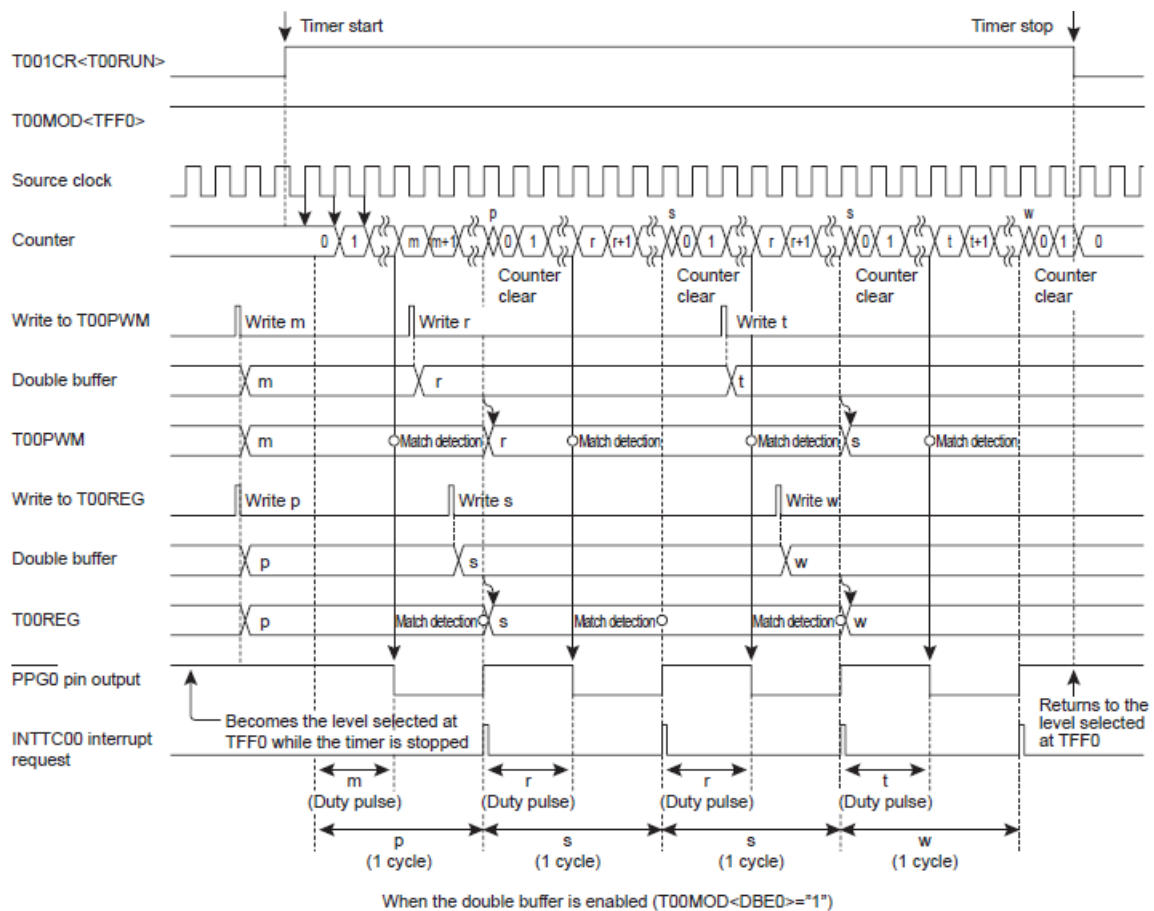 Timer start
Timer stop
T001CR<T00RUN>
T00MOD<TFF0>
Source clock
p s s w
Counter 0 1 m m+1 0 1 r r+1 0 1 r r+1 0 1 t t+1 0 1 0
Counter clear Counter clear Counter clear Counter clear
Write to T00PWM Write m Write r Write t
Double buffer m r t
T00PWM m Match detection r Match detection Match detection s Match detection
Write to T00REG Write p Write s Write w
Double buffer p s w
T00REG p Match detection s Match detection Match detection w
PPG0 pin output
Becomes the level selected at
TFF0 while the timer is stopped
Returns to the
level selected
at TFF0
INTTC00 interrupt
request
m r r t
(Duty pulse) (Duty pulse) (Duty pulse) (Duty pulse)
p s s w
(1 cycle) (1 cycle) (1 cycle) (1 cycle)
When the double buffer is enabled (T00MOD<DBE0>="1")